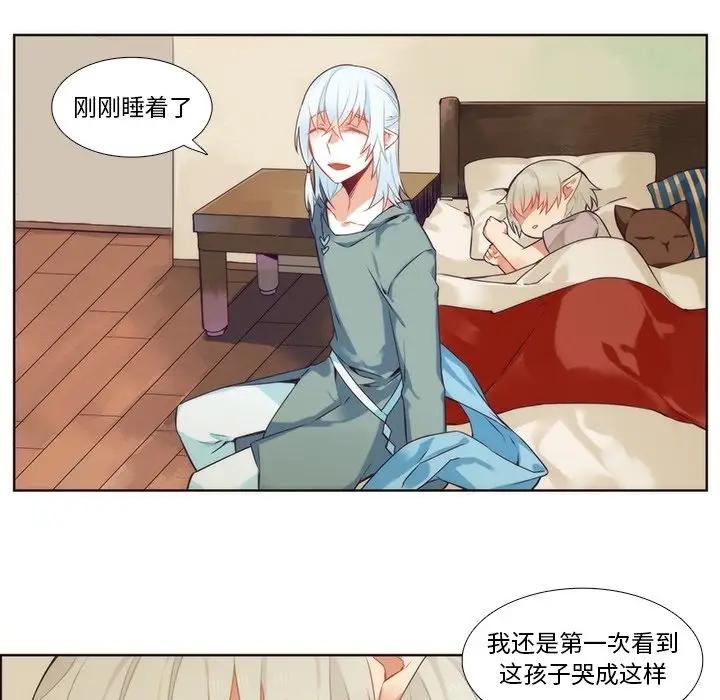 刚刚睡着了
我还是第一次看到
这孩子哭成这样